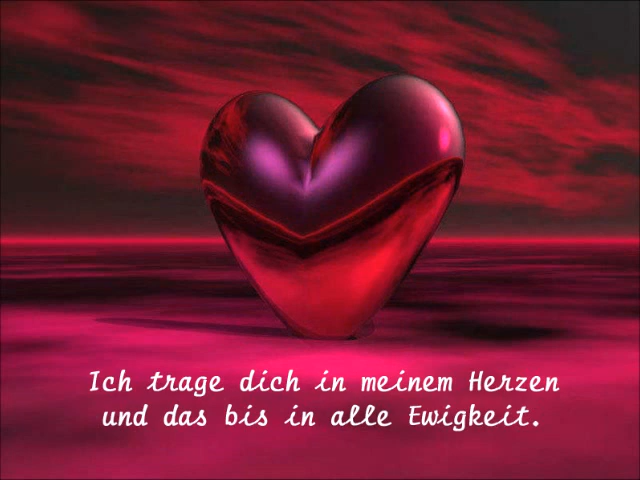 Ich trage dich in meinem Herzen
und das bis in alle Ewigkeit.